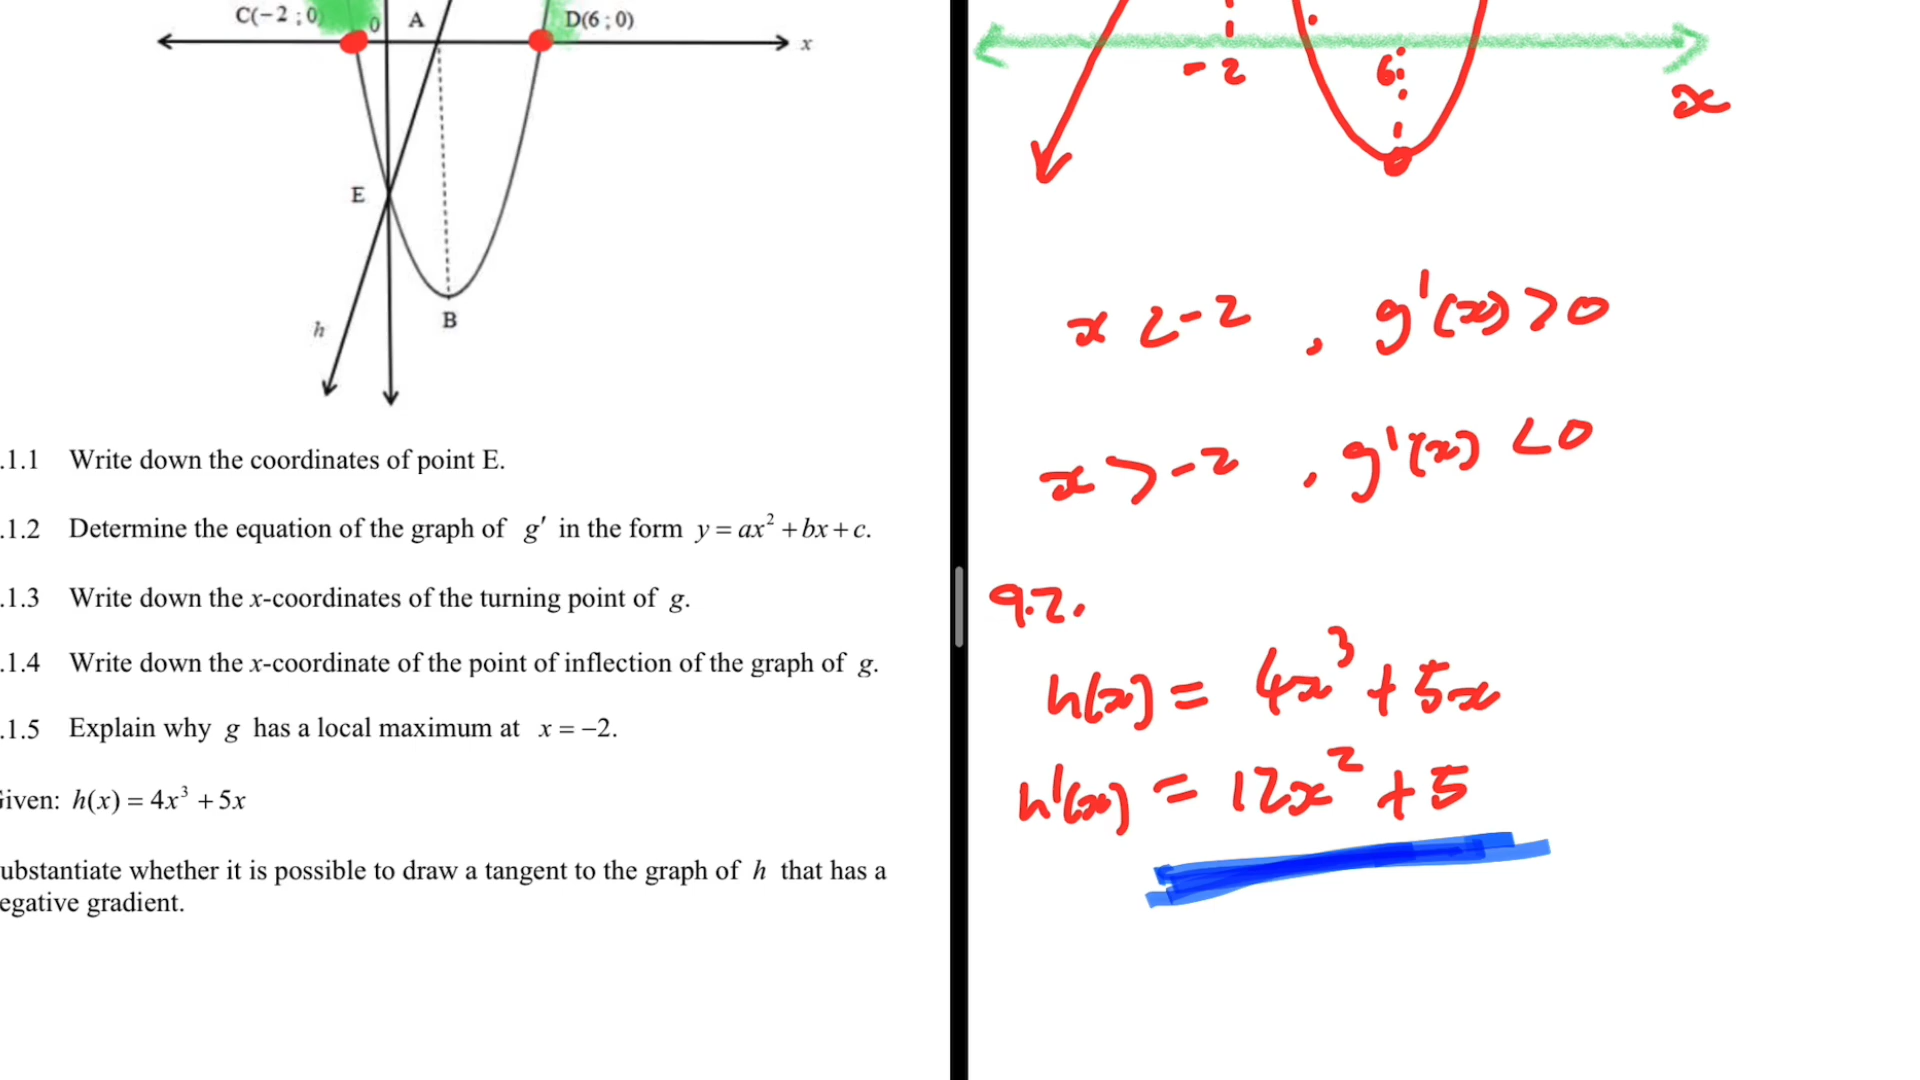 C(−2 ; 0)
0
A
D(6 ; 0)
x
E
h
B
.1.1 Write down the coordinates of point E.
.1.2 Determine the equation of the graph of g′ in the form y = ax² + bx + c.
.1.3 Write down the x-coordinates of the turning point of g.
.1.4 Write down the x-coordinate of the point of inflection of the graph of g.
.1.5 Explain why g has a local maximum at x = −2.
iven: h(x) = 4x³ + 5x
ubstantiate whether it is possible to draw a tangent to the graph of h that has a
egative gradient.
-2
6
x
x < -2 , g'(x) > 0
x > -2 , g'(x) < 0
9.2.
h(x) = 4x³ + 5x
h'(x) = 12x² + 5